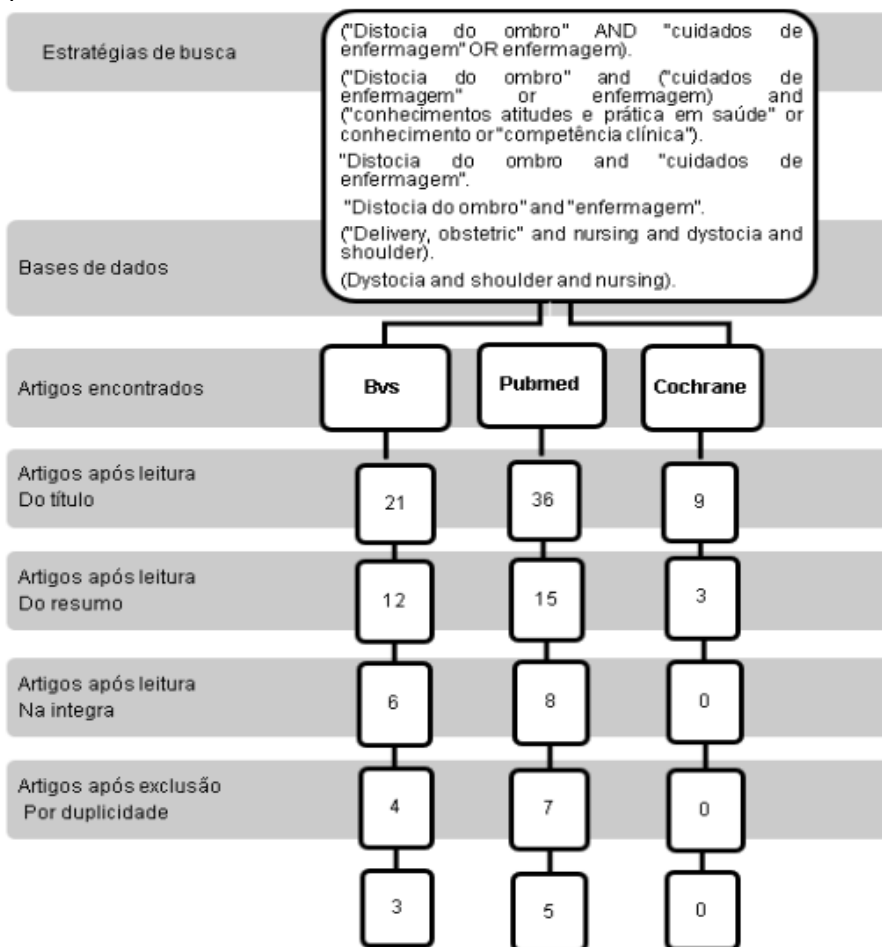 Estratégias de busca
("Distocia do ombro" AND "cuidados de
enfermagem" OR enfermagem).
("Distocia do ombro" and ("cuidados de
enfermagem" or enfermagem) and
("conhecimentos atitudes e prática em saúde" or
conhecimento or "competência clínica").
"Distocia do ombro and "cuidados de
enfermagem".
"Distocia do ombro" and "enfermagem".
("Delivery, obstetric" and nursing and dystocia and
shoulder).
(Dystocia and shoulder and nursing).
Bases de dados
Artigos encontrados
Bvs
Pubmed
Cochrane
Artigos após leitura
Do título
21
36
9
Artigos após leitura
Do resumo
12
15
3
Artigos após leitura
Na integra
6
8
0
Artigos após exclusão
Por duplicidade
4
7
0
3
5
0